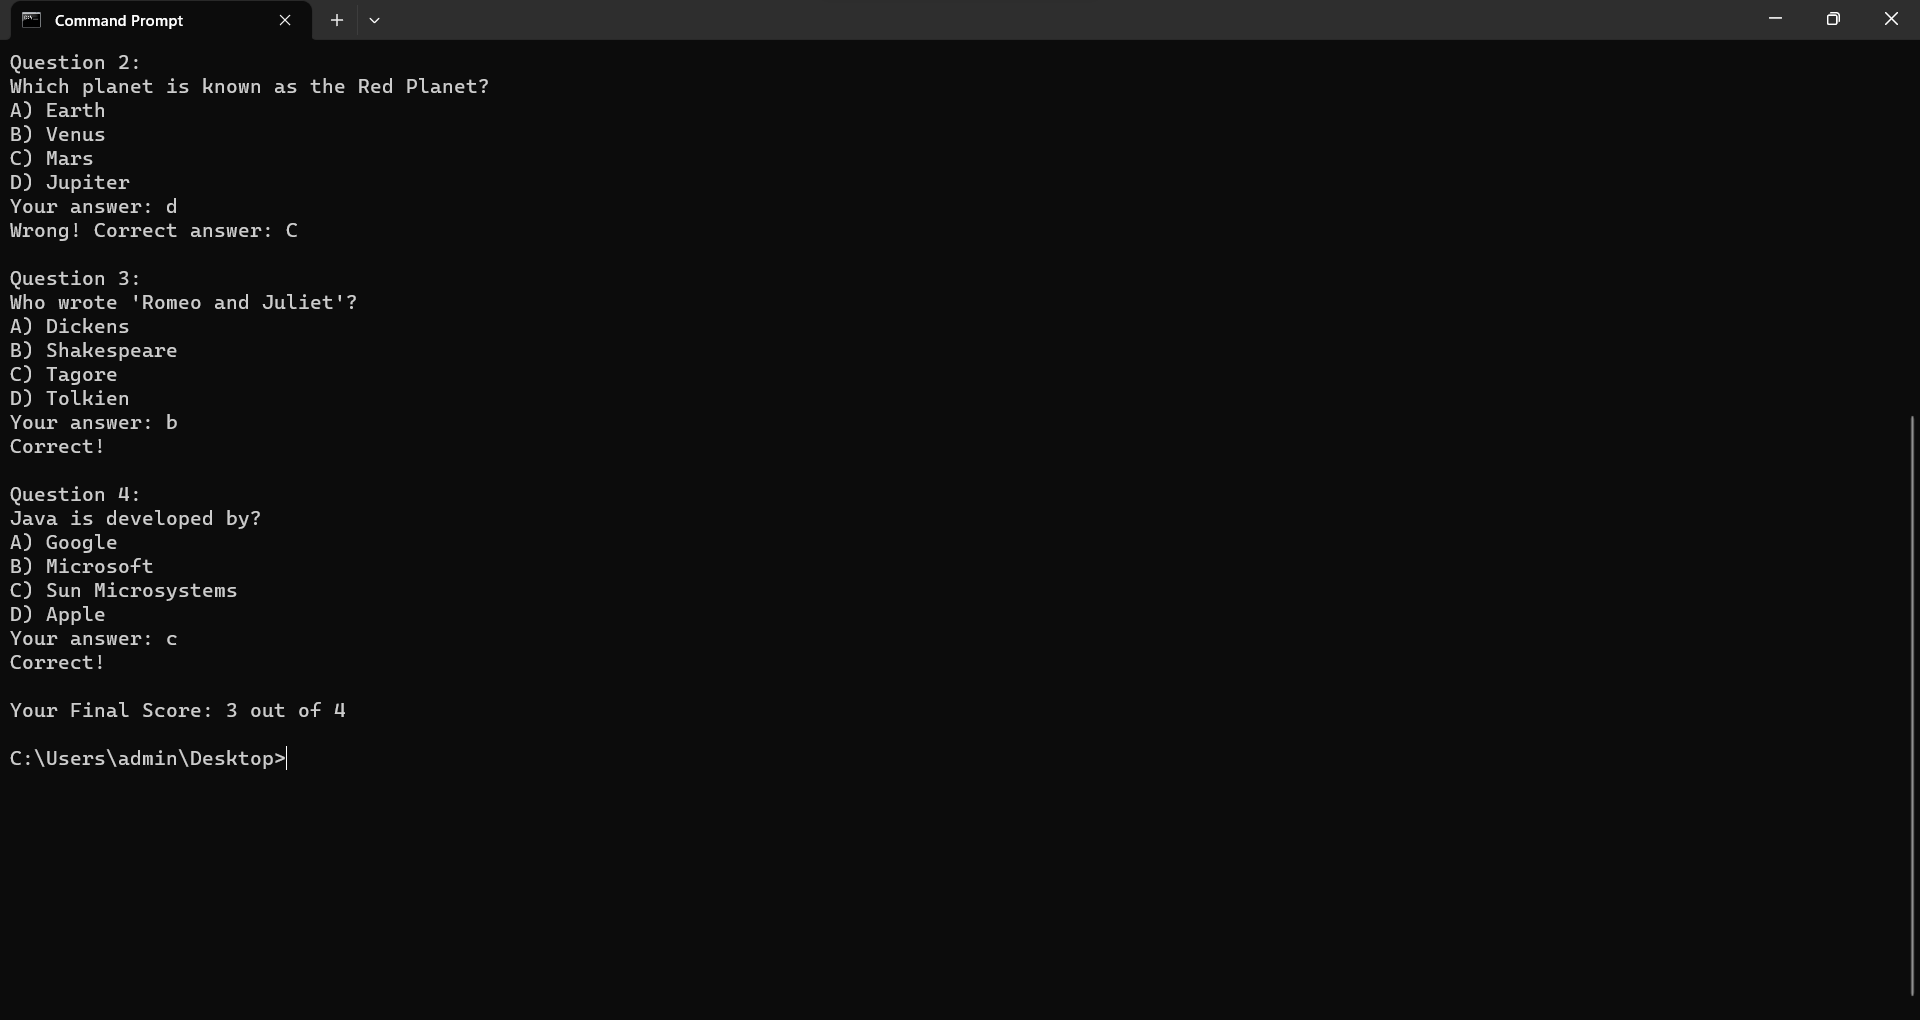 Command Prompt
Question 2:
Which planet is known as the Red Planet?
A) Earth
B) Venus
C) Mars
D) Jupiter
Your answer: d
Wrong! Correct answer: C
Question 3:
Who wrote 'Romeo and Juliet'?
A) Dickens
B) Shakespeare
C) Tagore
D) Tolkien
Your answer: b
Correct!
Question 4:
Java is developed by?
A) Google
B) Microsoft
C) Sun Microsystems
D) Apple
Your answer: c
Correct!
Your Final Score: 3 out of 4
C:\Users\admin\Desktop>